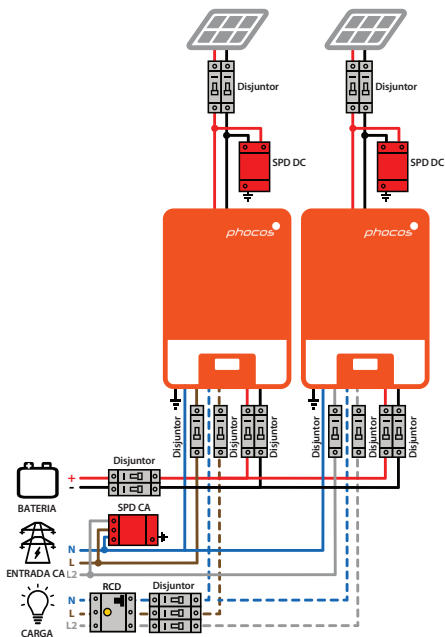 Disjuntor
Disjuntor
SPD DC
SPD DC
phocos
phocos
Disjuntor
Disjuntor
Disjuntor
Disjuntor
Disjuntor
Disjuntor
Disjuntor
+
-
BATERIA
SPD CA
N
L
ENTRADA CA
L2
RCD
Disjuntor
N
L
L2
CARGA